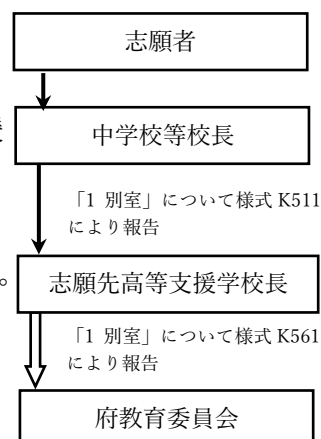 志願者
中学校等校長
「1 別室」について様式 K511
により報告
。
志願先高等支援学校長
「1 別室」について様式 K561
により報告
府教育委員会